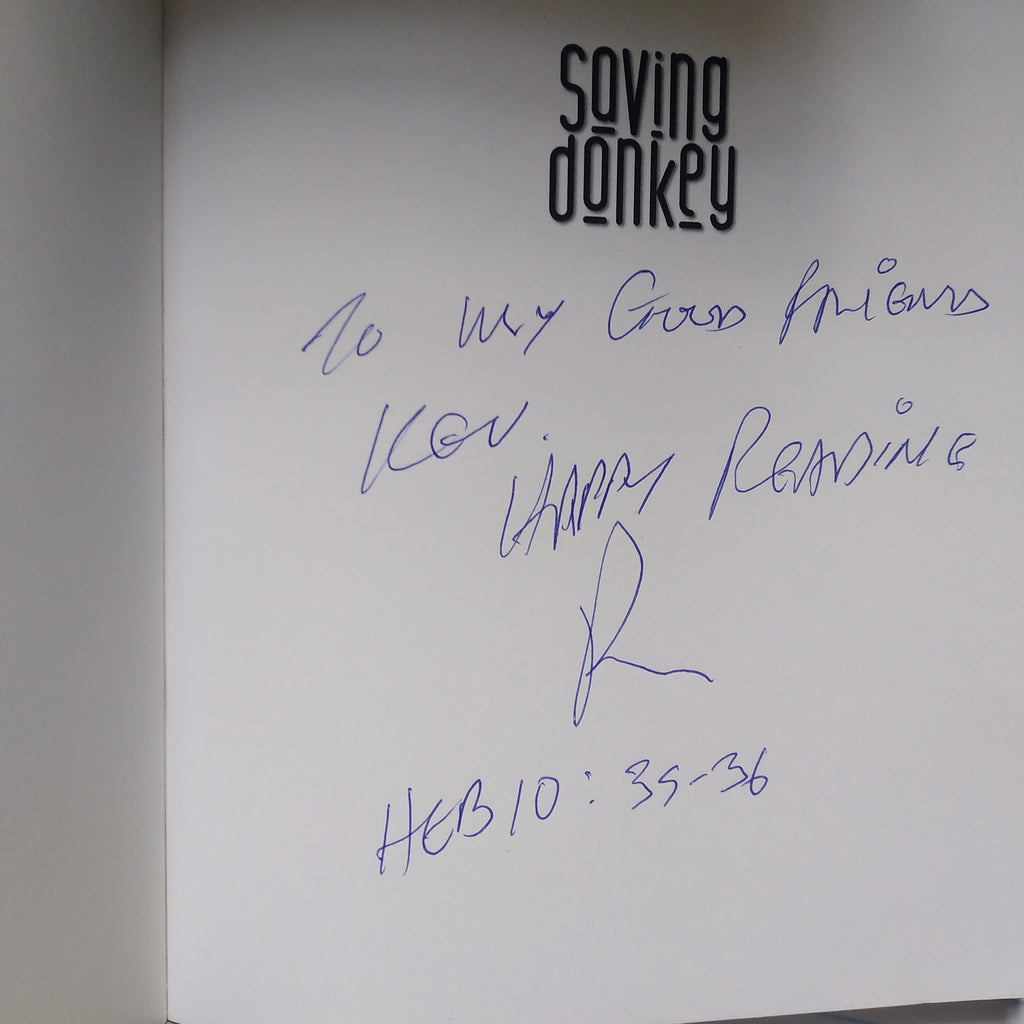 saving
donkey
To My Good Friend
Kev.
HAPPY READING
R
HEB 10:35-36